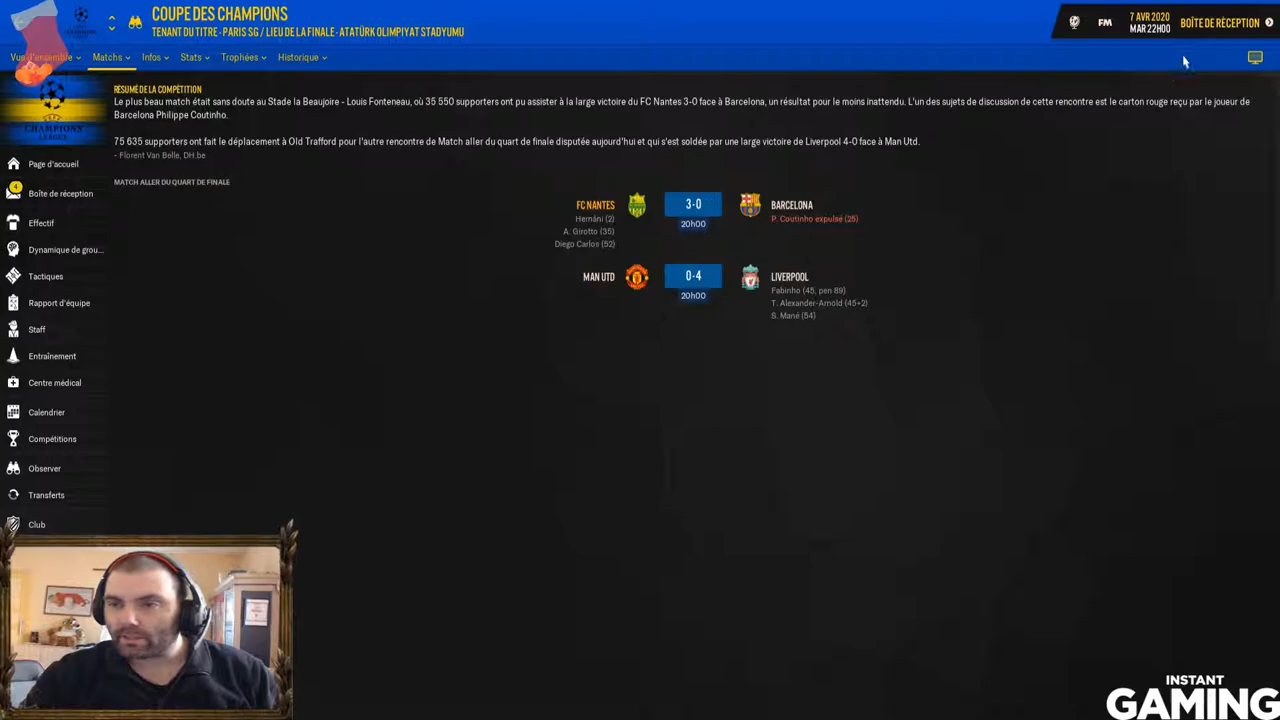 COUPE DES CHAMPIONS
TENANT DU TITRE - PARIS SG / LIEU DE LA FINALE - ATATÜRK OLIMPIYAT STADYUMU
FM
7 AVR 2020
MAR 22H00
BOÎTE DE RÉCEPTION
Vue d'ensemble
Matchs
Infos
Stats
Trophées
Historique
CHAMPIONS
LEAGUE
RÉSUMÉ DE LA COMPÉTITION
Le plus beau match était sans doute au Stade la Beaujoire - Louis Fonteneau, où 35 550 supporters ont pu assister à la large victoire du FC Nantes 3-0 face à Barcelona, un résultat pour le moins inattendu. L'un des sujets de discussion de cette rencontre est le carton rouge reçu par le joueur de
Barcelona Philippe Coutinho.
75 635 supporters ont fait le déplacement à Old Trafford pour l'autre rencontre de Match aller du quart de finale disputée aujourd'hui et qui s'est soldée par une large victoire de Liverpool 4-0 face à Man Utd.
- Florent Van Belle, DH.be
MATCH ALLER DU QUART DE FINALE
FC NANTES
3-0
BARCELONA
Hernâni (2)
20h00
P. Coutinho expulsé (25)
A. Girotto (35)
Diego Carlos (52)
MAN UTD
0-4
LIVERPOOL
20h00
Fabinho (45, pen 89)
T. Alexander-Arnold (45+2)
S. Mané (54)
Page d'accueil
4
Boîte de réception
Effectif
Dynamique de grou...
Tactiques
Rapport d'équipe
Staff
Entraînement
Centre médical
Calendrier
Compétitions
Observer
Transferts
Club
INSTANT
GAMING